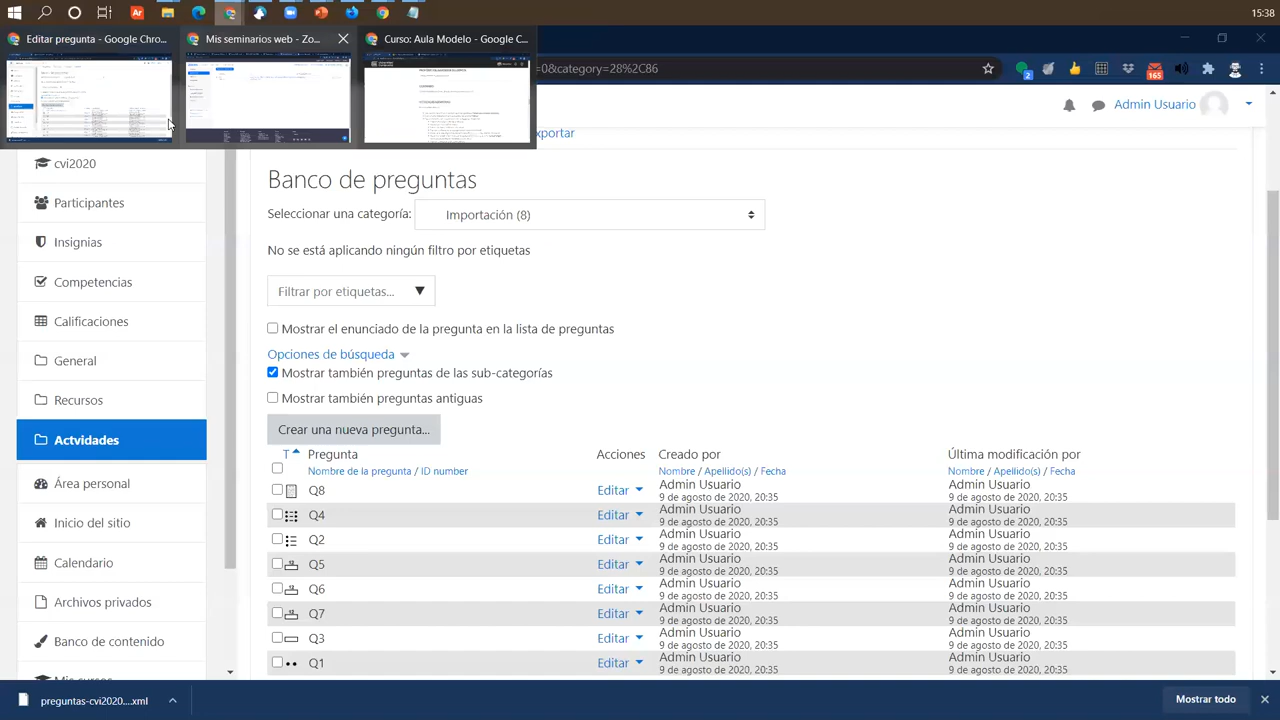 15:38
Editar pregunta - Google Chro...
Mis seminarios web - Zo...
Curso: Aula Modelo - Google C...
Admin Usuario
xportar
cvi2020
Participantes
Insignias
Competencias
Calificaciones
General
Recursos
Actvidades
Área personal
Inicio del sitio
Calendario
Archivos privados
Banco de contenido
Mis cursos
Banco de preguntas
Seleccionar una categoría: Importación (8)
No se está aplicando ningún filtro por etiquetas
Filtrar por etiquetas... ▼
Mostrar el enunciado de la pregunta en la lista de preguntas
Opciones de búsqueda
Mostrar también preguntas de las sub-categorías
Mostrar también preguntas antiguas
Crear una nueva pregunta...
T Pregunta Acciones Creado por Última modificación por
Nombre de la pregunta / ID number Nombre / Apellido(s) / Fecha Nombre / Apellido(s) / Fecha
Q8 Editar Admin Usuario Admin Usuario
9 de agosto de 2020, 20:35 9 de agosto de 2020, 20:35
Q4 Editar Admin Usuario Admin Usuario
9 de agosto de 2020, 20:35 9 de agosto de 2020, 20:35
Q2 Editar Admin Usuario Admin Usuario
9 de agosto de 2020, 20:35 9 de agosto de 2020, 20:35
Q5 Editar Admin Usuario Admin Usuario
9 de agosto de 2020, 20:35 9 de agosto de 2020, 20:35
Q6 Editar Admin Usuario Admin Usuario
9 de agosto de 2020, 20:35 9 de agosto de 2020, 20:35
Q7 Editar Admin Usuario Admin Usuario
9 de agosto de 2020, 20:35 9 de agosto de 2020, 20:35
Q3 Editar Admin Usuario Admin Usuario
9 de agosto de 2020, 20:35 9 de agosto de 2020, 20:35
Q1 Editar Admin Usuario Admin Usuario
9 de agosto de 2020, 20:35 9 de agosto de 2020, 20:35
preguntas-cvi2020....xml
Mostrar todo